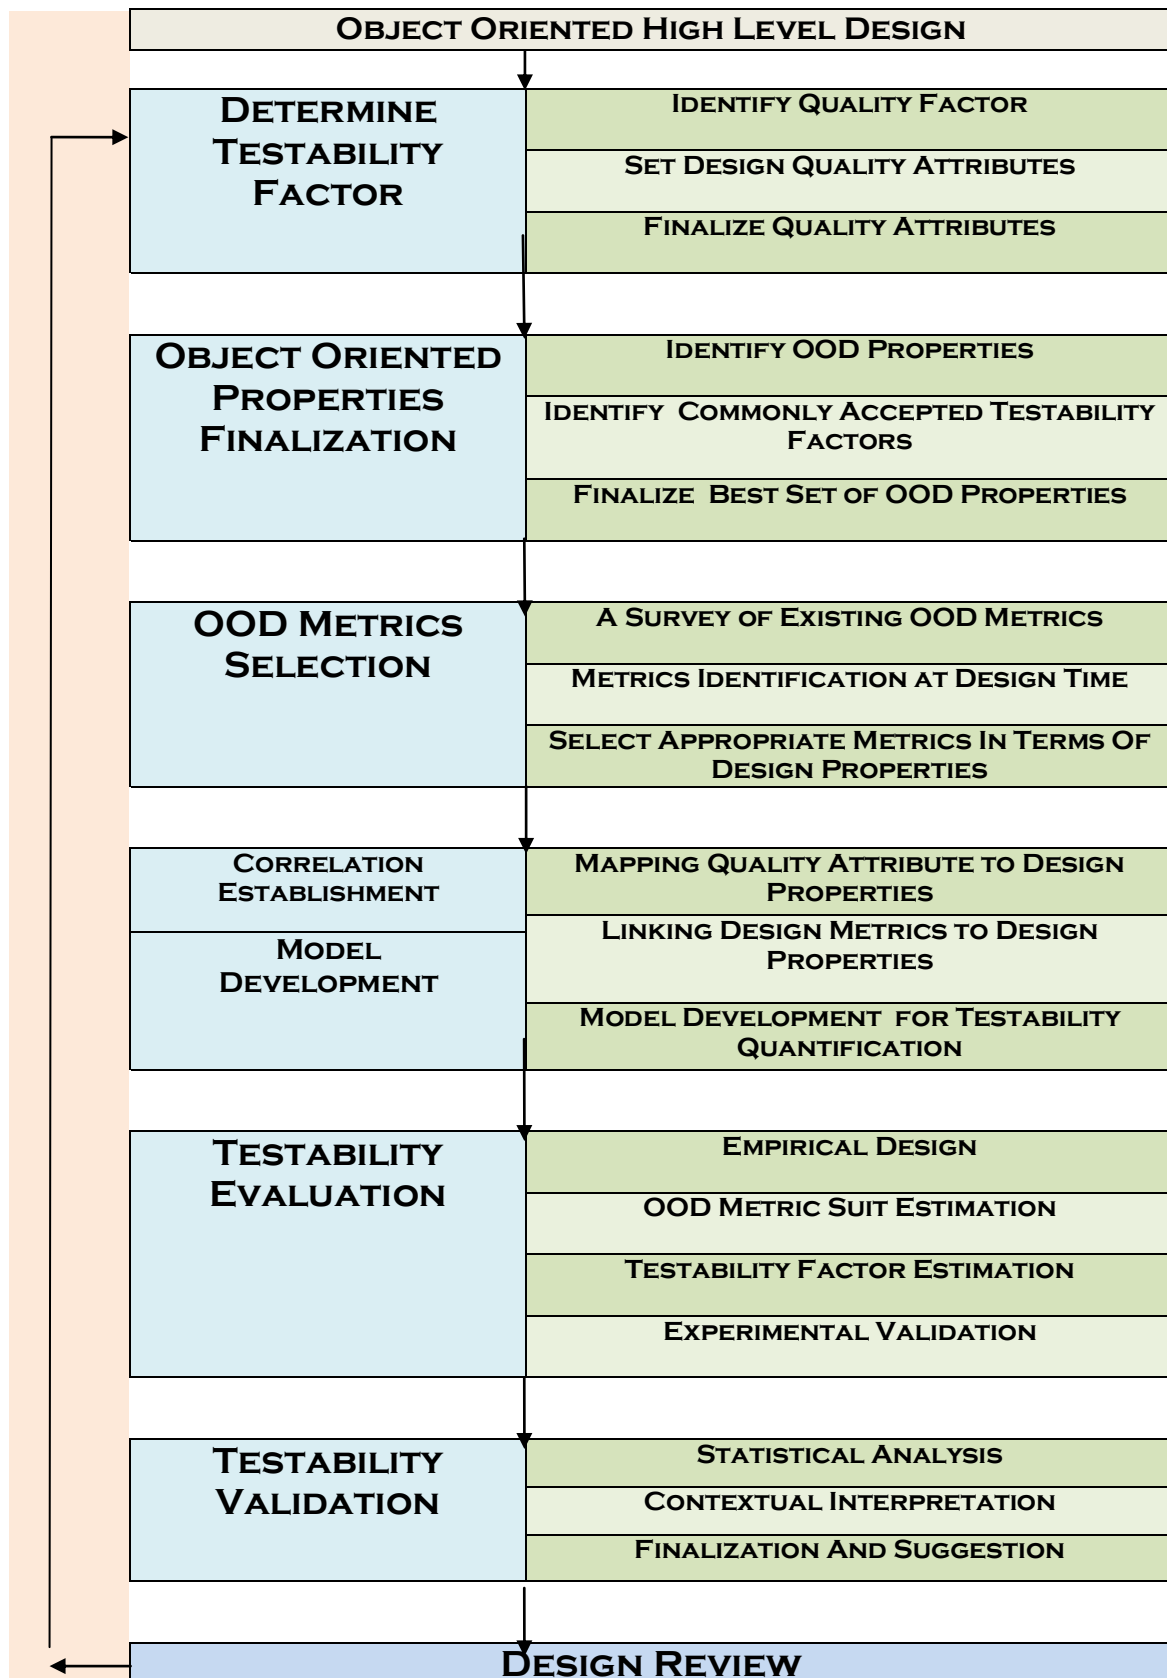 OBJECT ORIENTED HIGH LEVEL DESIGN
DETERMINE
TESTABILITY
FACTOR
IDENTIFY QUALITY FACTOR
SET DESIGN QUALITY ATTRIBUTES
FINALIZE QUALITY ATTRIBUTES
OBJECT ORIENTED
PROPERTIES
FINALIZATION
IDENTIFY OOD PROPERTIES
IDENTIFY COMMONLY ACCEPTED TESTABILITY
FACTORS
FINALIZE BEST SET OF OOD PROPERTIES
OOD METRICS
SELECTION
A SURVEY OF EXISTING OOD METRICS
METRICS IDENTIFICATION AT DESIGN TIME
SELECT APPROPRIATE METRICS IN TERMS OF
DESIGN PROPERTIES
CORRELATION
ESTABLISHMENT
MODEL
DEVELOPMENT
MAPPING QUALITY ATTRIBUTE TO DESIGN
PROPERTIES
LINKING DESIGN METRICS TO DESIGN
PROPERTIES
MODEL DEVELOPMENT FOR TESTABILITY
QUANTIFICATION
TESTABILITY
EVALUATION
EMPIRICAL DESIGN
OOD METRIC SUIT ESTIMATION
TESTABILITY FACTOR ESTIMATION
EXPERIMENTAL VALIDATION
TESTABILITY
VALIDATION
STATISTICAL ANALYSIS
CONTEXTUAL INTERPRETATION
FINALIZATION AND SUGGESTION
DESIGN REVIEW